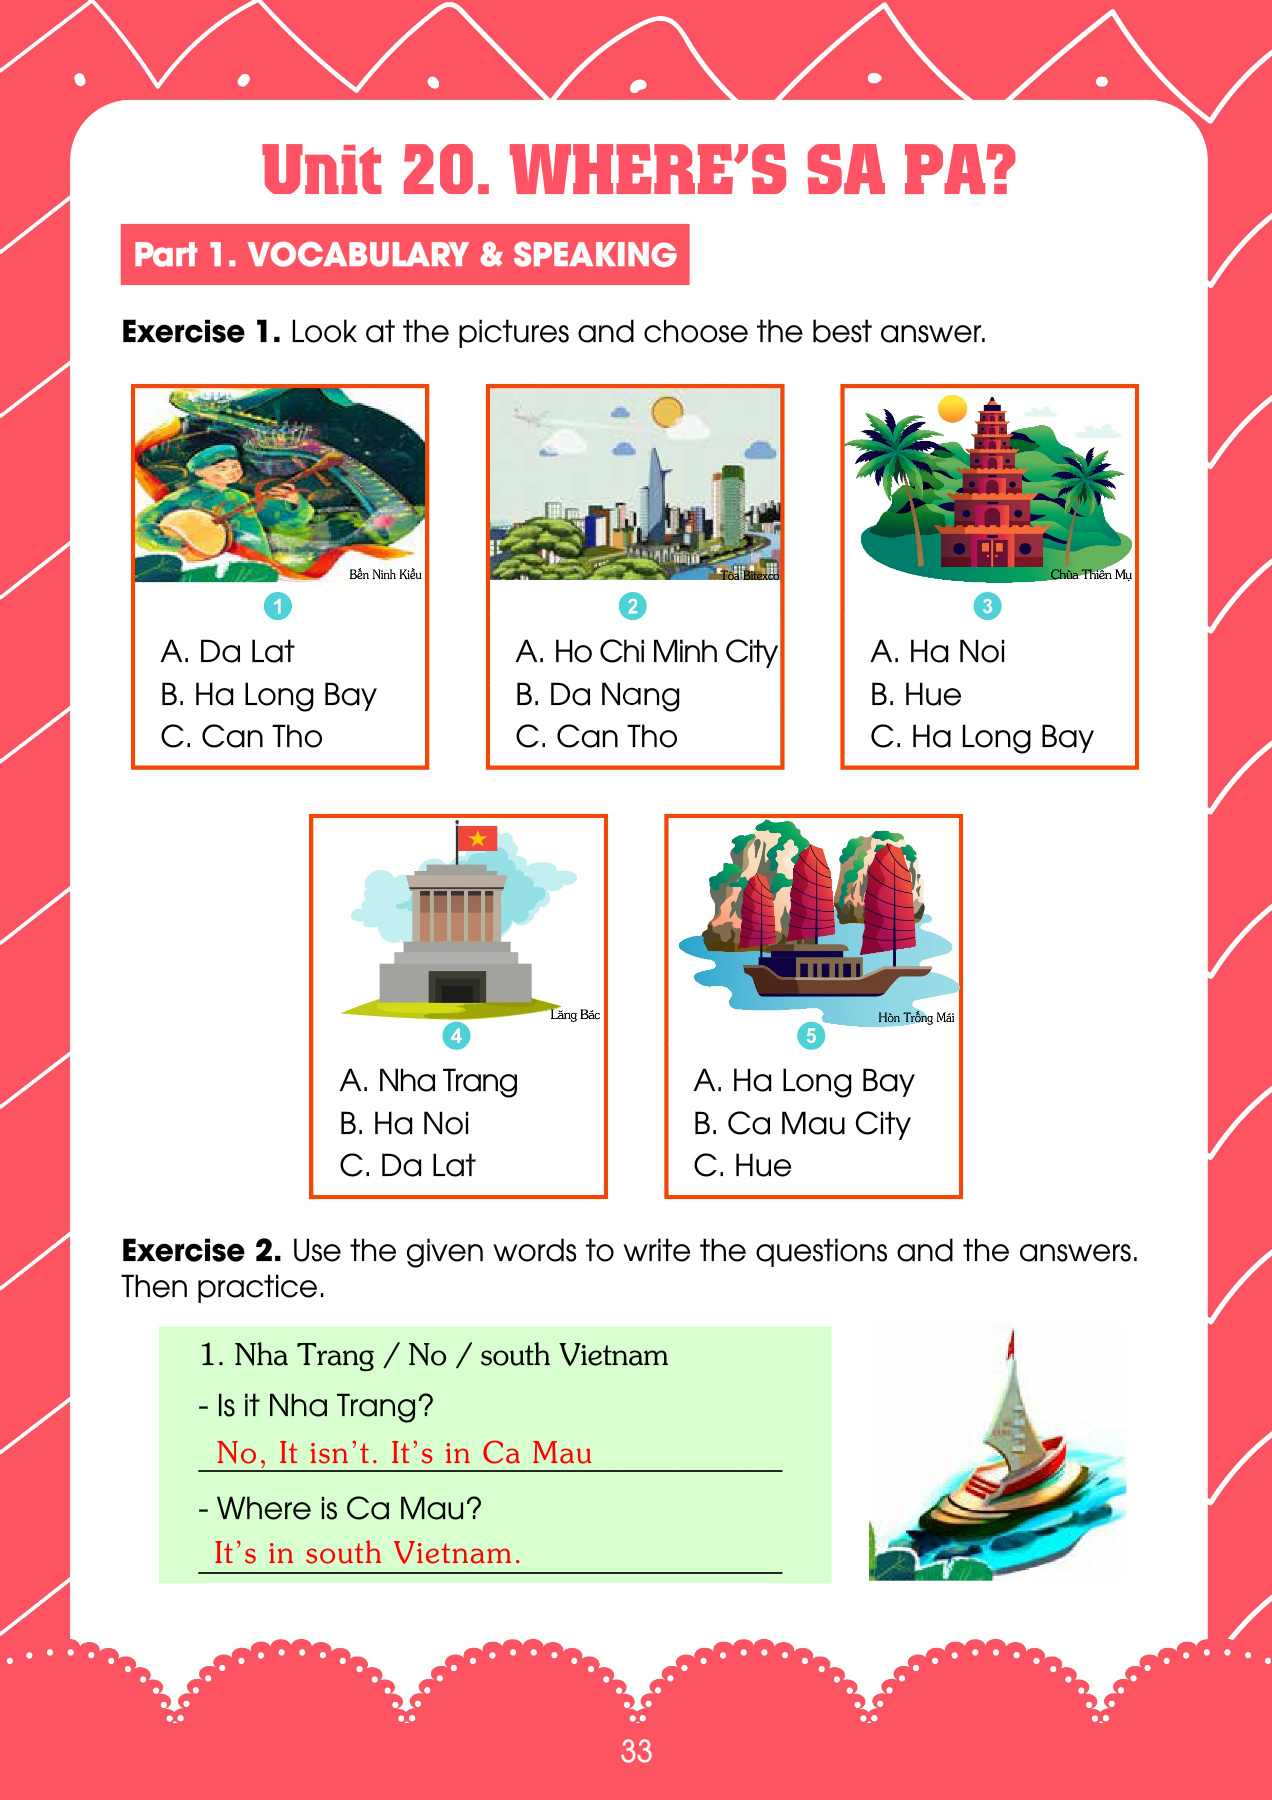 Unit 20. WHERE'S SA PA?
Part 1. VOCABULARY & SPEAKING
Exercise 1. Look at the pictures and choose the best answer.
Bến Ninh Kiều
1
A. Da Lat
B. Ha Long Bay
C. Can Tho
Tòa Bitexco
2
A. Ho Chi Minh City
B. Da Nang
C. Can Tho
Chùa Thiên Mụ
3
A. Ha Noi
B. Hue
C. Ha Long Bay
Lăng Bác
4
A. Nha Trang
B. Ha Noi
C. Da Lat
Hòn Trống Mái
5
A. Ha Long Bay
B. Ca Mau City
C. Hue
Exercise 2. Use the given words to write the questions and the answers.
Then practice.
1. Nha Trang / No / south Vietnam
- Is it Nha Trang?
No, It isn't. It's in Ca Mau
- Where is Ca Mau?
It's in south Vietnam.
33